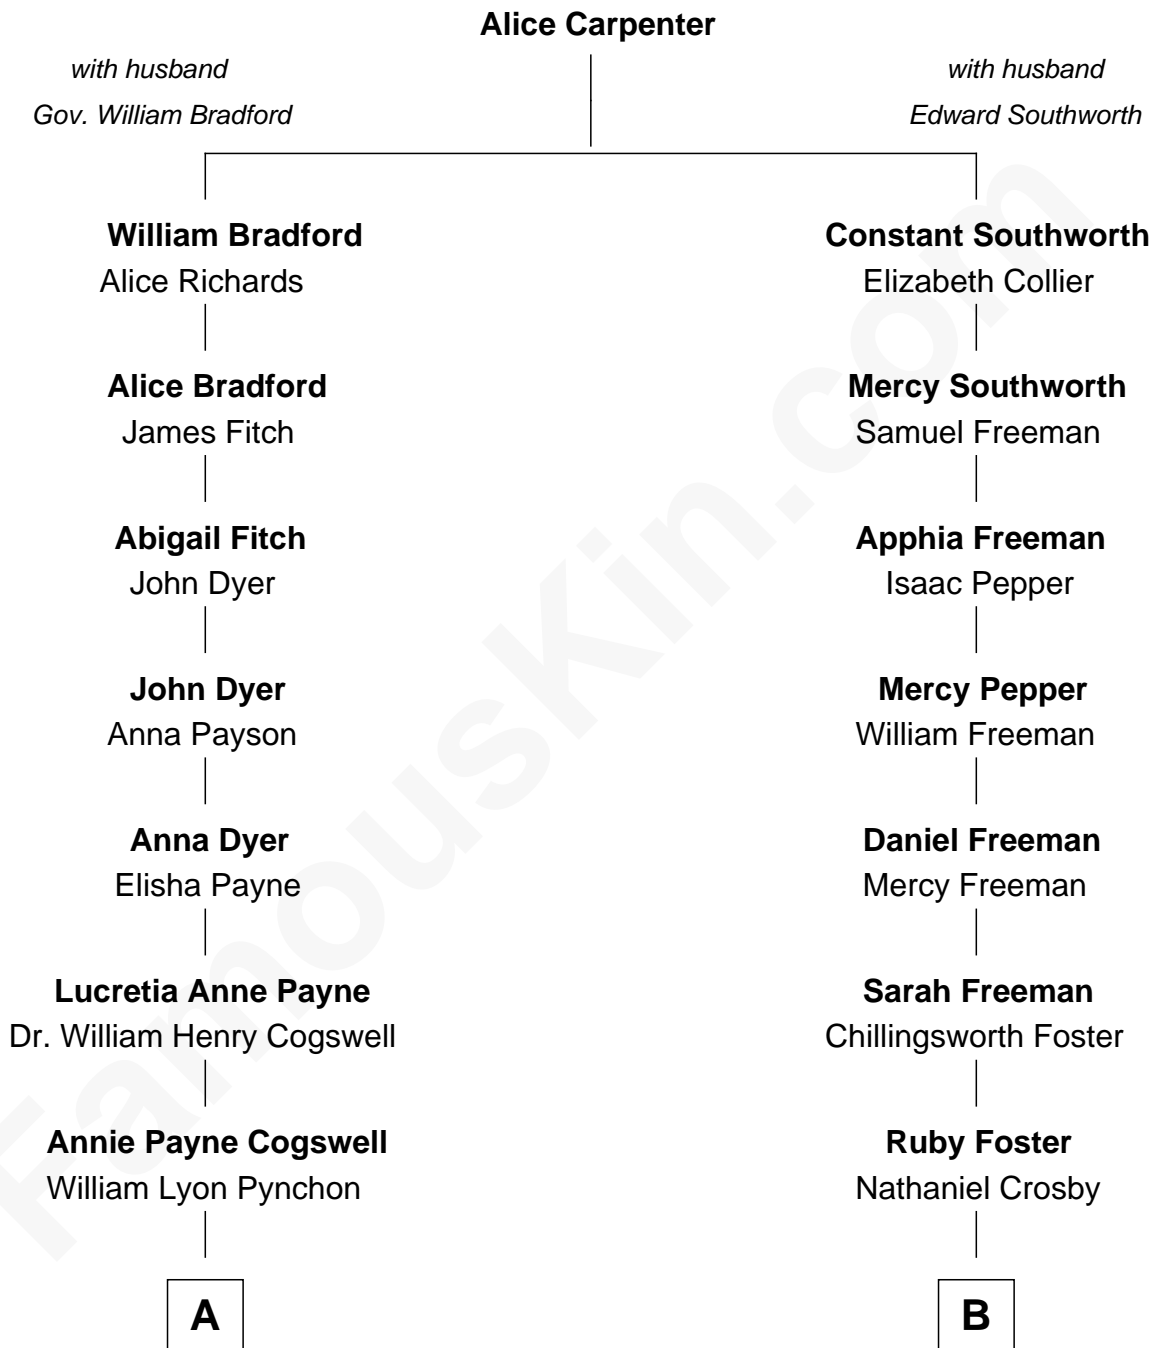 Alice Carpenter
with husband
Gov. William Bradford
with husband
Edward Southworth
William Bradford
Alice Richards
Alice Bradford
James Fitch
Abigail Fitch
John Dyer
John Dyer
Anna Payson
Anna Dyer
Elisha Payne
Lucretia Anne Payne
Dr. William Henry Cogswell
Annie Payne Cogswell
William Lyon Pynchon
A
Constant Southworth
Elizabeth Collier
Mercy Southworth
Samuel Freeman
Apphia Freeman
Isaac Pepper
Mercy Pepper
William Freeman
Daniel Freeman
Mercy Freeman
Sarah Freeman
Chillingsworth Foster
Ruby Foster
Nathaniel Crosby
B
FamousKin.com